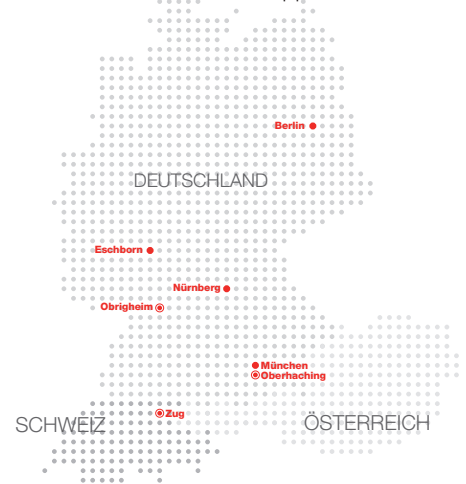 Berlin
DEUTSCHLAND
Eschborn
Nürnberg
Obrigheim
München
Oberhaching
Zug
SCHWEIZ
ÖSTERREICH